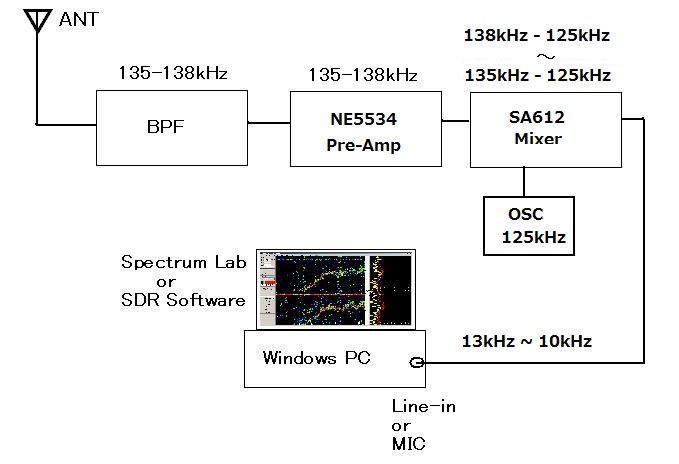 ANT
135-138kHz
BPF
135-138kHz
NE5534
Pre-Amp
138kHz - 125kHz
～
135kHz - 125kHz
SA612
Mixer
OSC
125kHz
Spectrum Lab
or
SDR Software
Windows PC
13kHz ~ 10kHz
Line-in
or
MIC